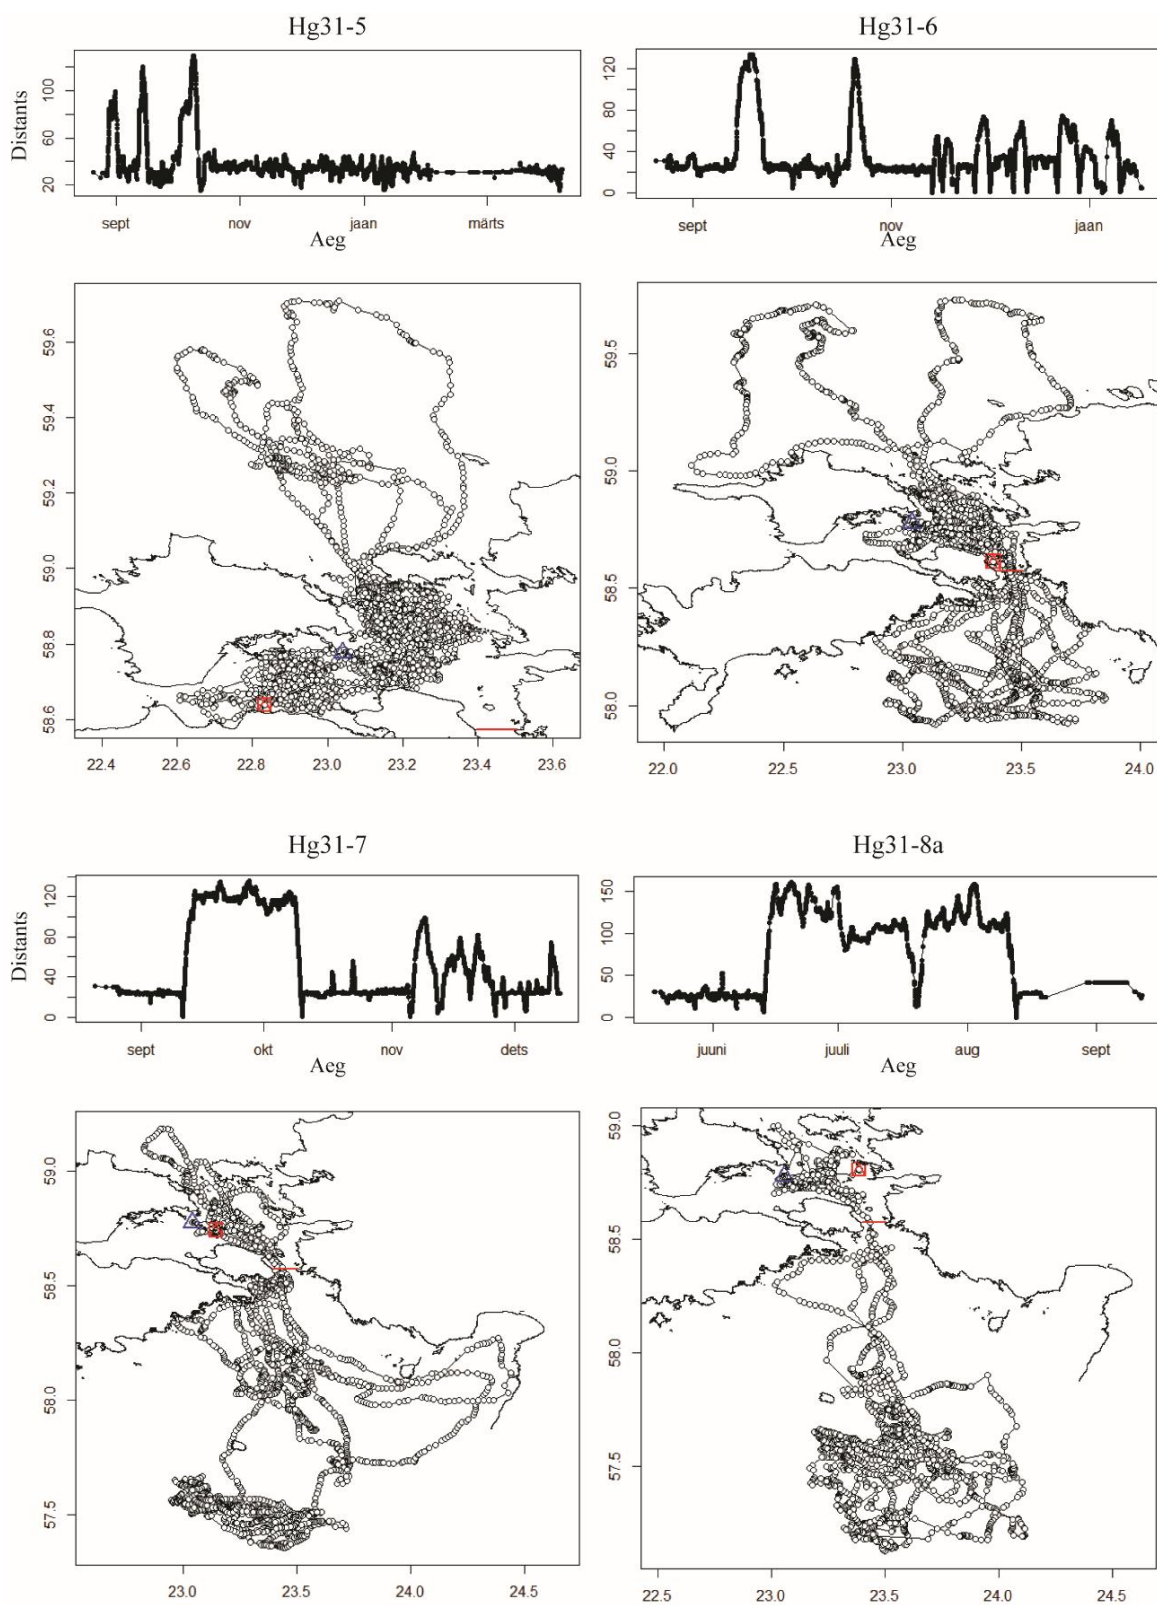 Hg31-5
Hg31-6
Distants
20 60 100
sept nov jaan märts
Aeg
0 40 80 120
sept nov jaan
Aeg
58.6 58.8 59.0 59.2 59.4 59.6
22.4 22.6 22.8 23.0 23.2 23.4 23.6
58.0 58.5 59.0 59.5
22.0 22.5 23.0 23.5 24.0
Hg31-7
Hg31-8a
Distants
0 40 80 120
sept okt nov dets
Aeg
0 50 100 150
juuni juuli aug sept
Aeg
57.5 58.0 58.5 59.0
23.0 23.5 24.0 24.5
57.5 58.0 58.5 59.0
22.5 23.0 23.5 24.0 24.5